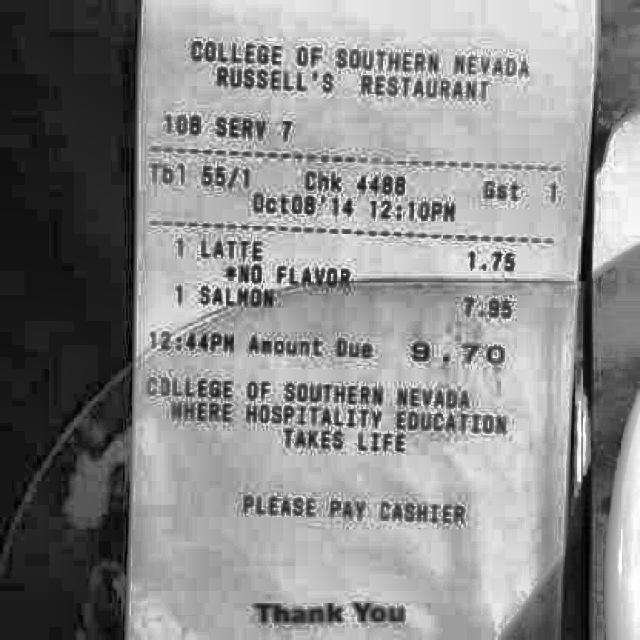 COLLEGE OF SOUTHERN NEVADA
RUSSELL'S RESTAURANT
108 SERV 7
Tbl 55/1 Chk 4488 Gst 1
Oct08'14 12:10PM
1 LATTE 1.75
*NO FLAVOR
1 SALMON 7.95
12:44PM Amount Due 9.70
COLLEGE OF SOUTHERN NEVADA
WHERE HOSPITALITY EDUCATION
TAKES LIFE
PLEASE PAY CASHIER
Thank You